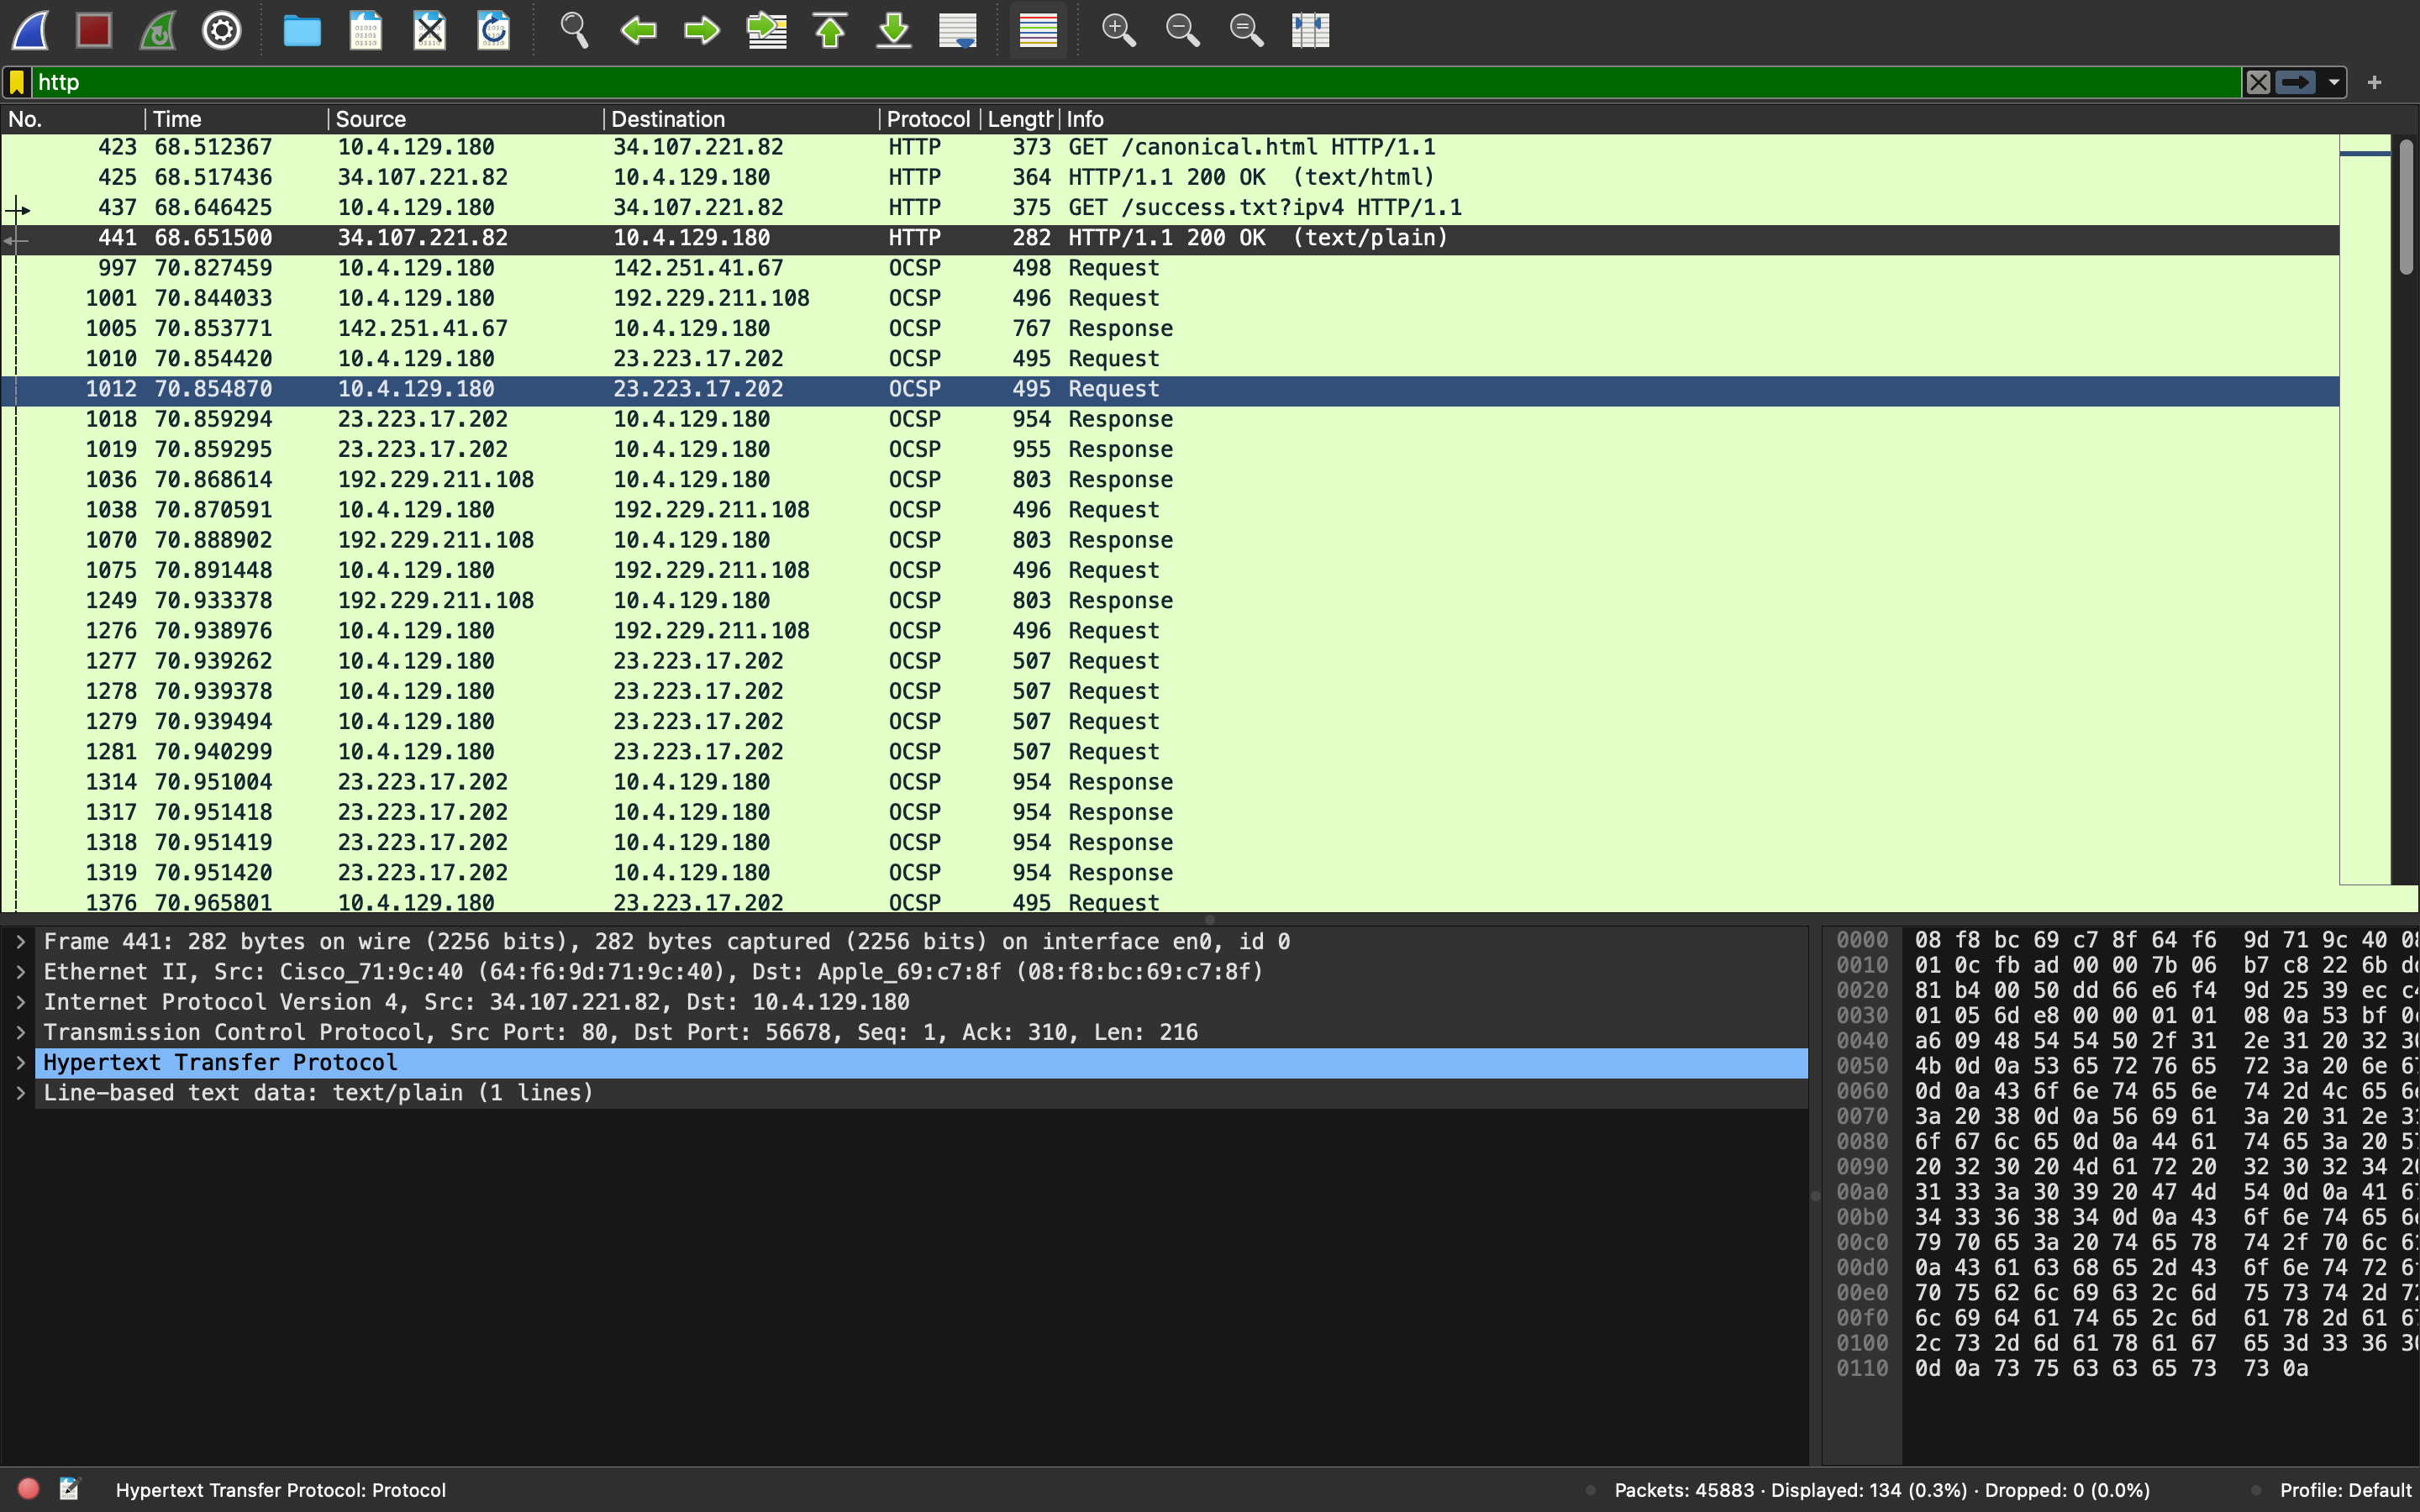 http
No. Time Source Destination Protocol Length Info
423 68.512367 10.4.129.180 34.107.221.82 HTTP 373 GET /canonical.html HTTP/1.1
425 68.517436 34.107.221.82 10.4.129.180 HTTP 364 HTTP/1.1 200 OK (text/html)
437 68.646425 10.4.129.180 34.107.221.82 HTTP 375 GET /success.txt?ipv4 HTTP/1.1
441 68.651500 34.107.221.82 10.4.129.180 HTTP 282 HTTP/1.1 200 OK (text/plain)
997 70.827459 10.4.129.180 142.251.41.67 OCSP 498 Request
1001 70.844033 10.4.129.180 192.229.211.108 OCSP 496 Request
1005 70.853771 142.251.41.67 10.4.129.180 OCSP 767 Response
1010 70.854420 10.4.129.180 23.223.17.202 OCSP 495 Request
1012 70.854870 10.4.129.180 23.223.17.202 OCSP 495 Request
1018 70.859294 23.223.17.202 10.4.129.180 OCSP 954 Response
1019 70.859295 23.223.17.202 10.4.129.180 OCSP 955 Response
1036 70.868614 192.229.211.108 10.4.129.180 OCSP 803 Response
1038 70.870591 10.4.129.180 192.229.211.108 OCSP 496 Request
1070 70.888902 192.229.211.108 10.4.129.180 OCSP 803 Response
1075 70.891448 10.4.129.180 192.229.211.108 OCSP 496 Request
1249 70.933378 192.229.211.108 10.4.129.180 OCSP 803 Response
1276 70.938976 10.4.129.180 192.229.211.108 OCSP 496 Request
1277 70.939262 10.4.129.180 23.223.17.202 OCSP 507 Request
1278 70.939378 10.4.129.180 23.223.17.202 OCSP 507 Request
1279 70.939494 10.4.129.180 23.223.17.202 OCSP 507 Request
1281 70.940299 10.4.129.180 23.223.17.202 OCSP 507 Request
1314 70.951004 23.223.17.202 10.4.129.180 OCSP 954 Response
1317 70.951418 23.223.17.202 10.4.129.180 OCSP 954 Response
1318 70.951419 23.223.17.202 10.4.129.180 OCSP 954 Response
1319 70.951420 23.223.17.202 10.4.129.180 OCSP 954 Response
1376 70.965801 10.4.129.180 23.223.17.202 OCSP 495 Request
Frame 441: 282 bytes on wire (2256 bits), 282 bytes captured (2256 bits) on interface en0, id 0
Ethernet II, Src: Cisco_71:9c:40 (64:f6:9d:71:9c:40), Dst: Apple_69:c7:8f (08:f8:bc:69:c7:8f)
Internet Protocol Version 4, Src: 34.107.221.82, Dst: 10.4.129.180
Transmission Control Protocol, Src Port: 80, Dst Port: 56678, Seq: 1, Ack: 310, Len: 216
Hypertext Transfer Protocol
Line-based text data: text/plain (1 lines)
0000 08 f8 bc 69 c7 8f 64 f6 9d 71 9c 40
0010 01 0c fb ad 00 00 7b 06 b7 c8 22 6b
0020 81 b4 00 50 dd 66 e6 f4 9d 25 39 ec
0030 01 05 6d e8 00 00 01 01 08 0a 53 bf
0040 a6 09 48 54 54 50 2f 31 2e 31 20 32
0050 4b 0d 0a 53 65 72 76 65 72 3a 20 6e
0060 0d 0a 43 6f 6e 74 65 6e 74 2d 4c 65
0070 3a 20 38 0d 0a 56 69 61 3a 20 31 2e
0080 6f 67 6c 65 0d 0a 44 61 74 65 3a 20
0090 20 32 30 20 4d 61 72 20 32 30 32 34
00a0 31 33 3a 30 39 20 47 4d 54 0d 0a 41
00b0 34 33 36 38 34 0d 0a 43 6f 6e 74 65
00c0 79 70 65 3a 20 74 65 78 74 2f 70 6c
00d0 0a 43 61 63 68 65 2d 43 6f 6e 74 72
00e0 70 75 62 6c 69 63 2c 6d 75 73 74 2d
00f0 6c 69 64 61 74 65 2c 6d 61 78 2d 61
0100 2c 73 2d 6d 61 78 61 67 65 3d 33 36
0110 0d 0a 73 75 63 63 65 73 73 0a
Hypertext Transfer Protocol: Protocol
Packets: 45883 · Displayed: 134 (0.3%) · Dropped: 0 (0.0%)
Profile: Default